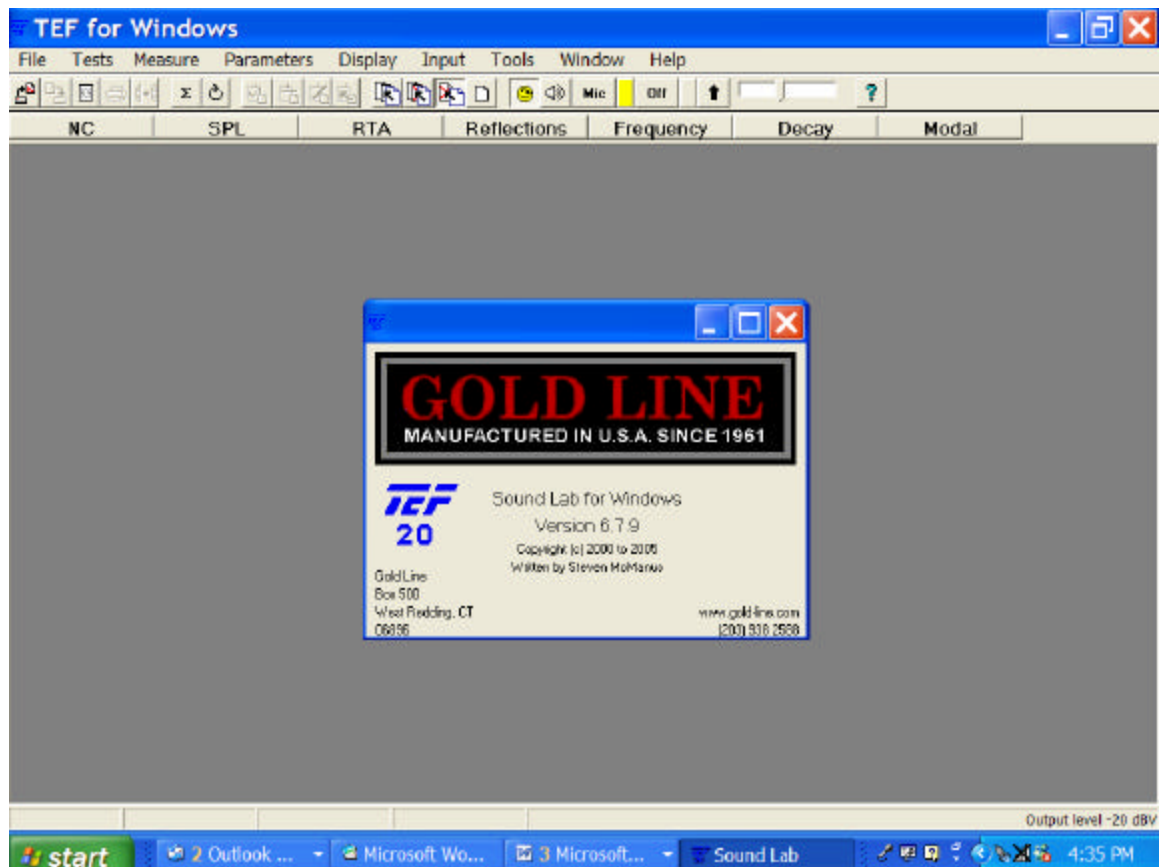 TEF for Windows
File Tests Measure Parameters Display Input Tools Window Help
Σ Mic Off ?
NC SPL RTA Reflections Frequency Decay Modal
GOLD LINE
MANUFACTURED IN U.S.A. SINCE 1961
TEF
20
Sound Lab for Windows
Version 6.7.9
Copyright (c) 2000 to 2005
Written by Steven McManus
Gold Line
Box 500
West Redding, CT
06896
www.gold-line.com
(203) 938 2588
Output level -20 dBV
start 2 Outlook ... Microsoft Wo... 3 Microsoft... Sound Lab 4:35 PM